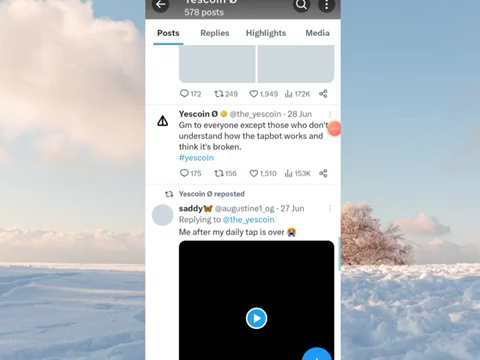 Yescoin Ø
578 posts
Posts Replies Highlights Media
172 249 1,949 172K
Yescoin Ø @the_yescoin · 28 Jun
Gm to everyone except those who don't
understand how the tapbot works and
think it's broken.
#yescoin
175 156 1,510 153K
Yescoin Ø reposted
saddy @augustine1_og · 27 Jun
Replying to @the_yescoin
Me after my daily tap is over